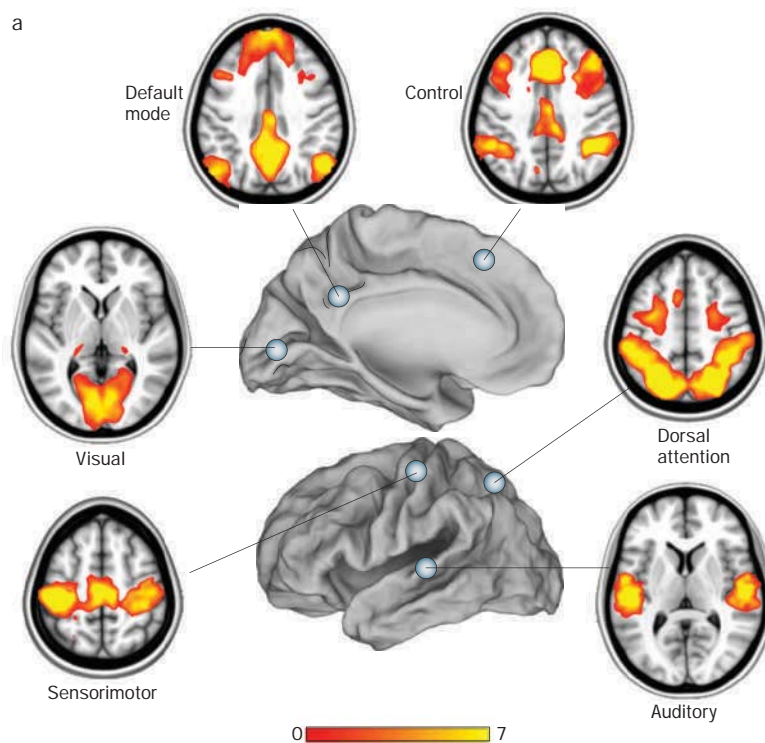 a
Default
mode
Control
Visual
Dorsal
attention
Sensorimotor
Auditory
0 7